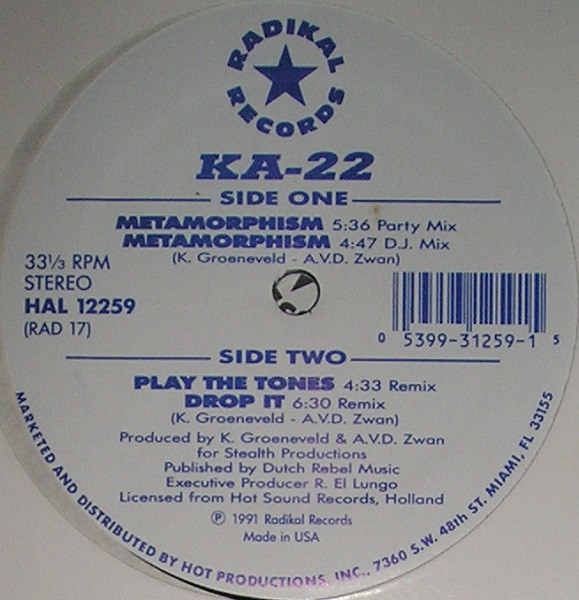 RADIKAL
RECORDS
KA-22
SIDE ONE
METAMORPHISM 5:36 Party Mix
METAMORPHISM 4:47 D.J. Mix
(K. Groeneveld - A.V.D. Zwan)
33⅓ RPM
STEREO
HAL 12259
(RAD 17)
0 5399-31259-1 5
SIDE TWO
PLAY THE TONES 4:33 Remix
DROP IT 6:30 Remix
(K. Groeneveld - A.V.D. Zwan)
Produced by K. Groeneveld & A.V.D. Zwan
for Stealth Productions
Published by Dutch Rebel Music
Executive Producer R. El Lungo
Licensed from Hot Sound Records, Holland
℗ 1991 Radikal Records
Made in USA
MARKETED AND DISTRIBUTED BY HOT PRODUCTIONS, INC., 7360 S.W. 48th ST. MIAMI, FL 33155